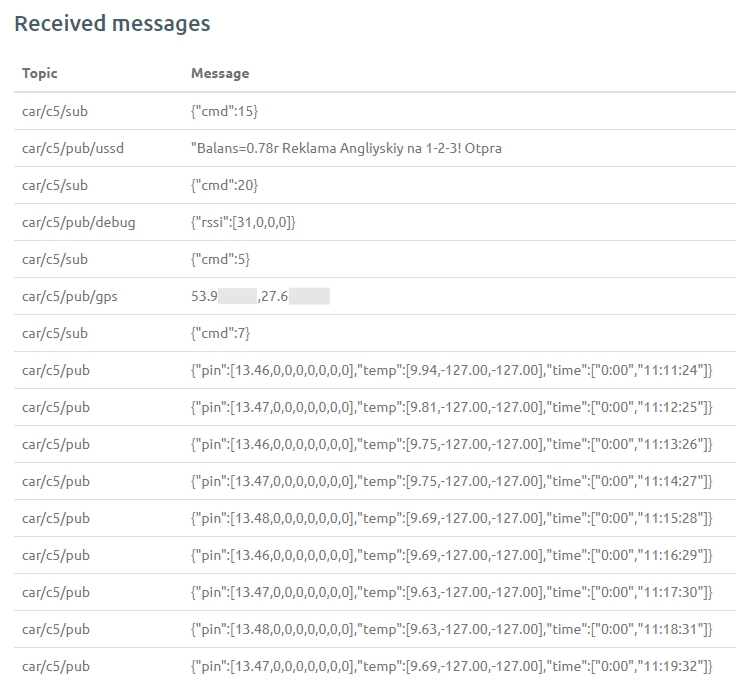 Received messages
Topic Message
car/c5/sub {"cmd":15}
car/c5/pub/ussd "Balans=0.78r Reklama Angliyskiy na 1-2-3! Otpra
car/c5/sub {"cmd":20}
car/c5/pub/debug {"rssi":[31,0,0,0]}
car/c5/sub {"cmd":5}
car/c5/pub/gps 53.9 ,27.6
car/c5/sub {"cmd":7}
car/c5/pub {"pin":[13.46,0,0,0,0,0,0,0],"temp":[9.94,-127.00,-127.00],"time":["0:00","11:11:24"]}
car/c5/pub {"pin":[13.47,0,0,0,0,0,0,0],"temp":[9.81,-127.00,-127.00],"time":["0:00","11:12:25"]}
car/c5/pub {"pin":[13.46,0,0,0,0,0,0,0],"temp":[9.75,-127.00,-127.00],"time":["0:00","11:13:26"]}
car/c5/pub {"pin":[13.47,0,0,0,0,0,0,0],"temp":[9.75,-127.00,-127.00],"time":["0:00","11:14:27"]}
car/c5/pub {"pin":[13.48,0,0,0,0,0,0,0],"temp":[9.69,-127.00,-127.00],"time":["0:00","11:15:28"]}
car/c5/pub {"pin":[13.46,0,0,0,0,0,0,0],"temp":[9.69,-127.00,-127.00],"time":["0:00","11:16:29"]}
car/c5/pub {"pin":[13.47,0,0,0,0,0,0,0],"temp":[9.63,-127.00,-127.00],"time":["0:00","11:17:30"]}
car/c5/pub {"pin":[13.48,0,0,0,0,0,0,0],"temp":[9.63,-127.00,-127.00],"time":["0:00","11:18:31"]}
car/c5/pub {"pin":[13.47,0,0,0,0,0,0,0],"temp":[9.69,-127.00,-127.00],"time":["0:00","11:19:32"]}